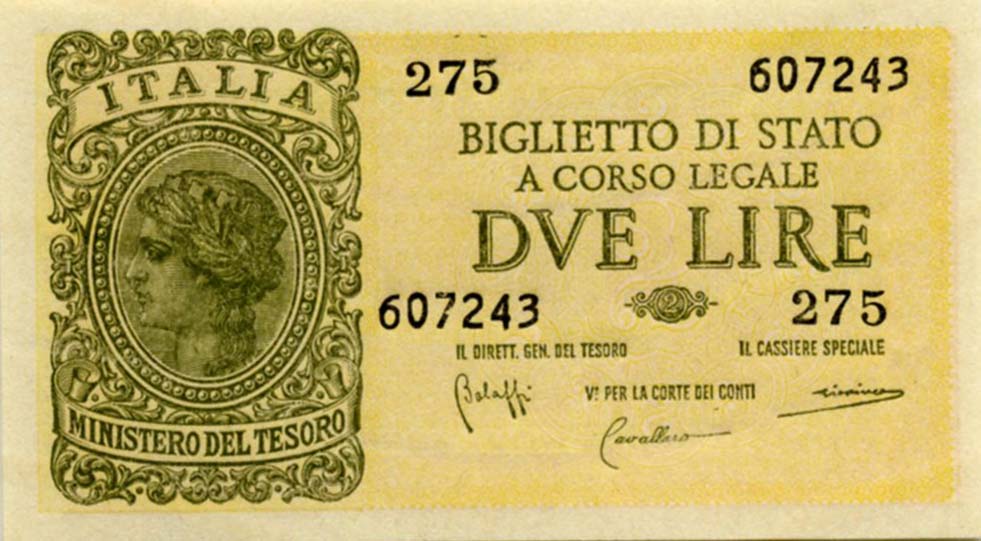 ITALIA
275 607243
BIGLIETTO DI STATO
A CORSO LEGALE
DVE LIRE
607243 2 275
IL DIRETT. GEN. DEL TESORO IL CASSIERE SPECIALE
Bolaffi V° PER LA CORTE DEI CONTI
Cavallaro
MINISTERO DEL TESORO